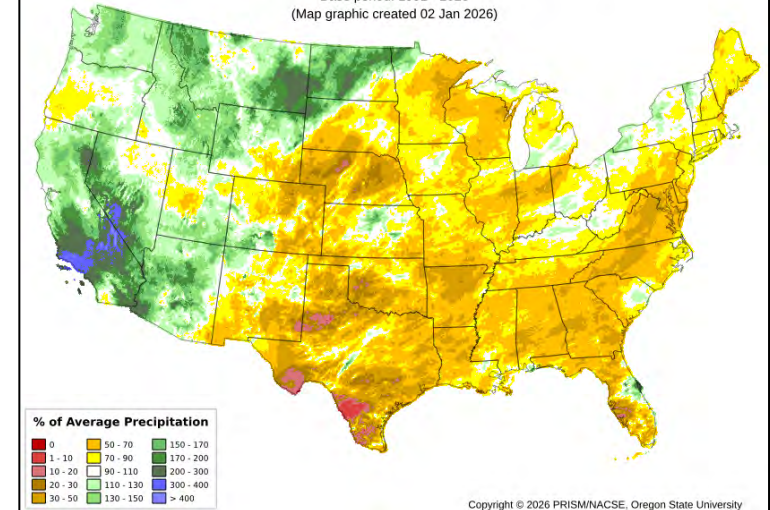 (Map graphic created 02 Jan 2026)
% of Average Precipitation
0 50 - 70 150 - 170
1 - 10 70 - 90 170 - 200
10 - 20 90 - 110 200 - 300
20 - 30 110 - 130 300 - 400
30 - 50 130 - 150 > 400
Copyright © 2026 PRISM/NACSE, Oregon State University